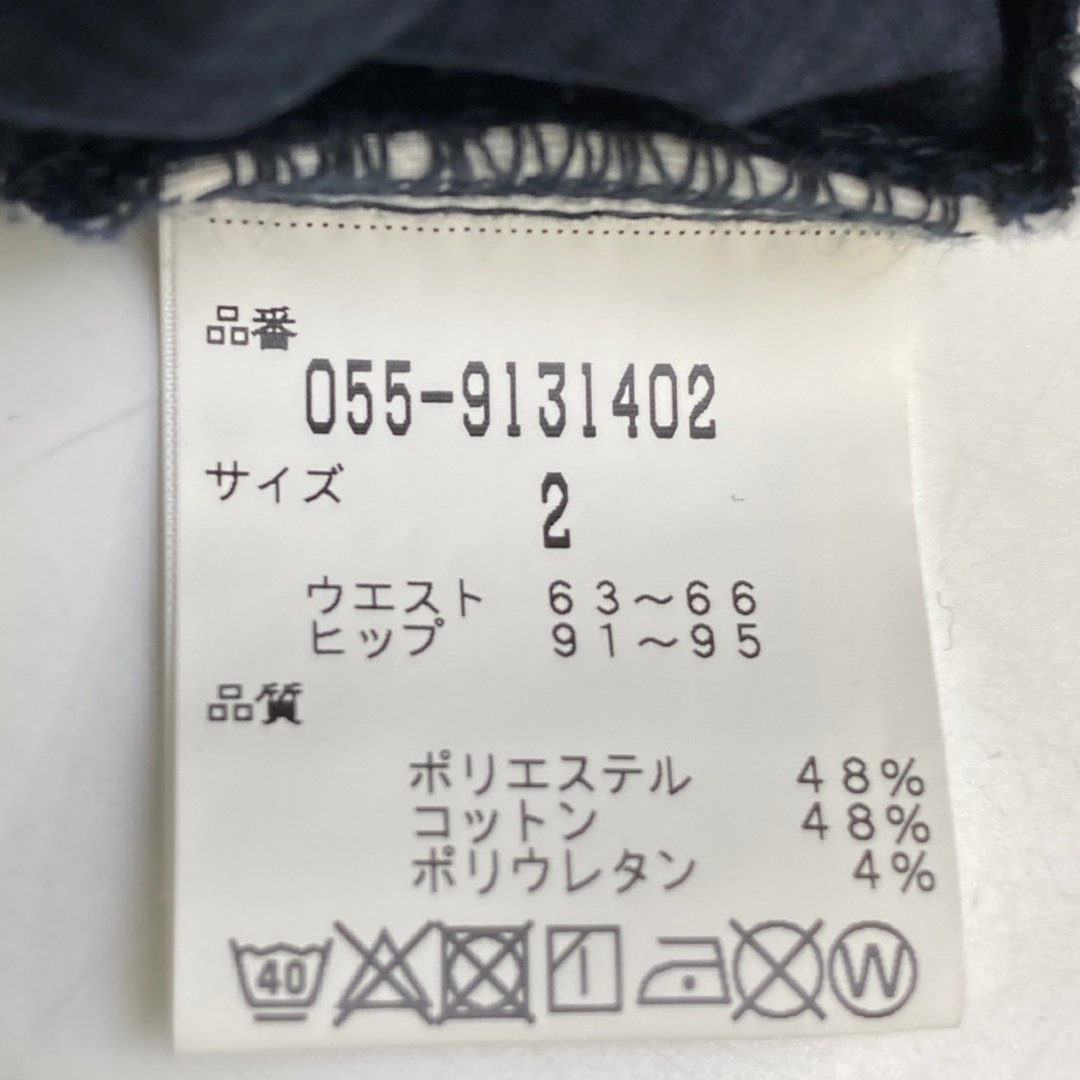 品番
055-9131402
サイズ 2
ウエスト 63～66
ヒップ 91～95
品質
ポリエステル 48%
コットン 48%
ポリウレタン 4%
40 W